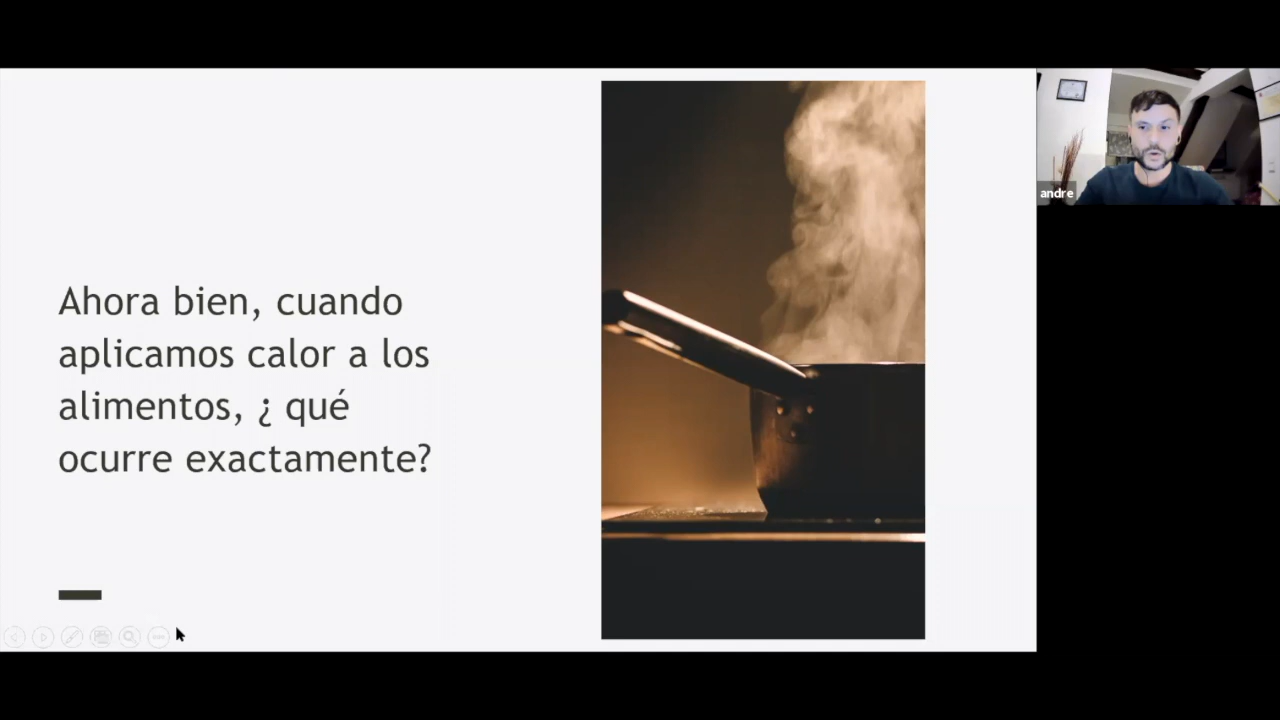 Ahora bien, cuando
aplicamos calor a los
alimentos, ¿ qué
ocurre exactamente?
andre